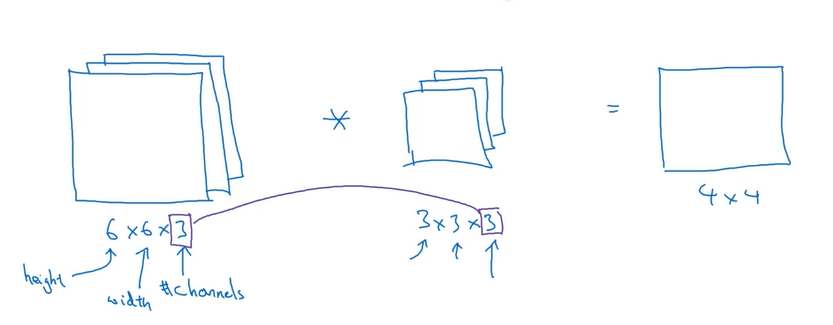 *
=
4 x 4
6 x 6 x 3
3 x 3 x 3
height
width
#channels